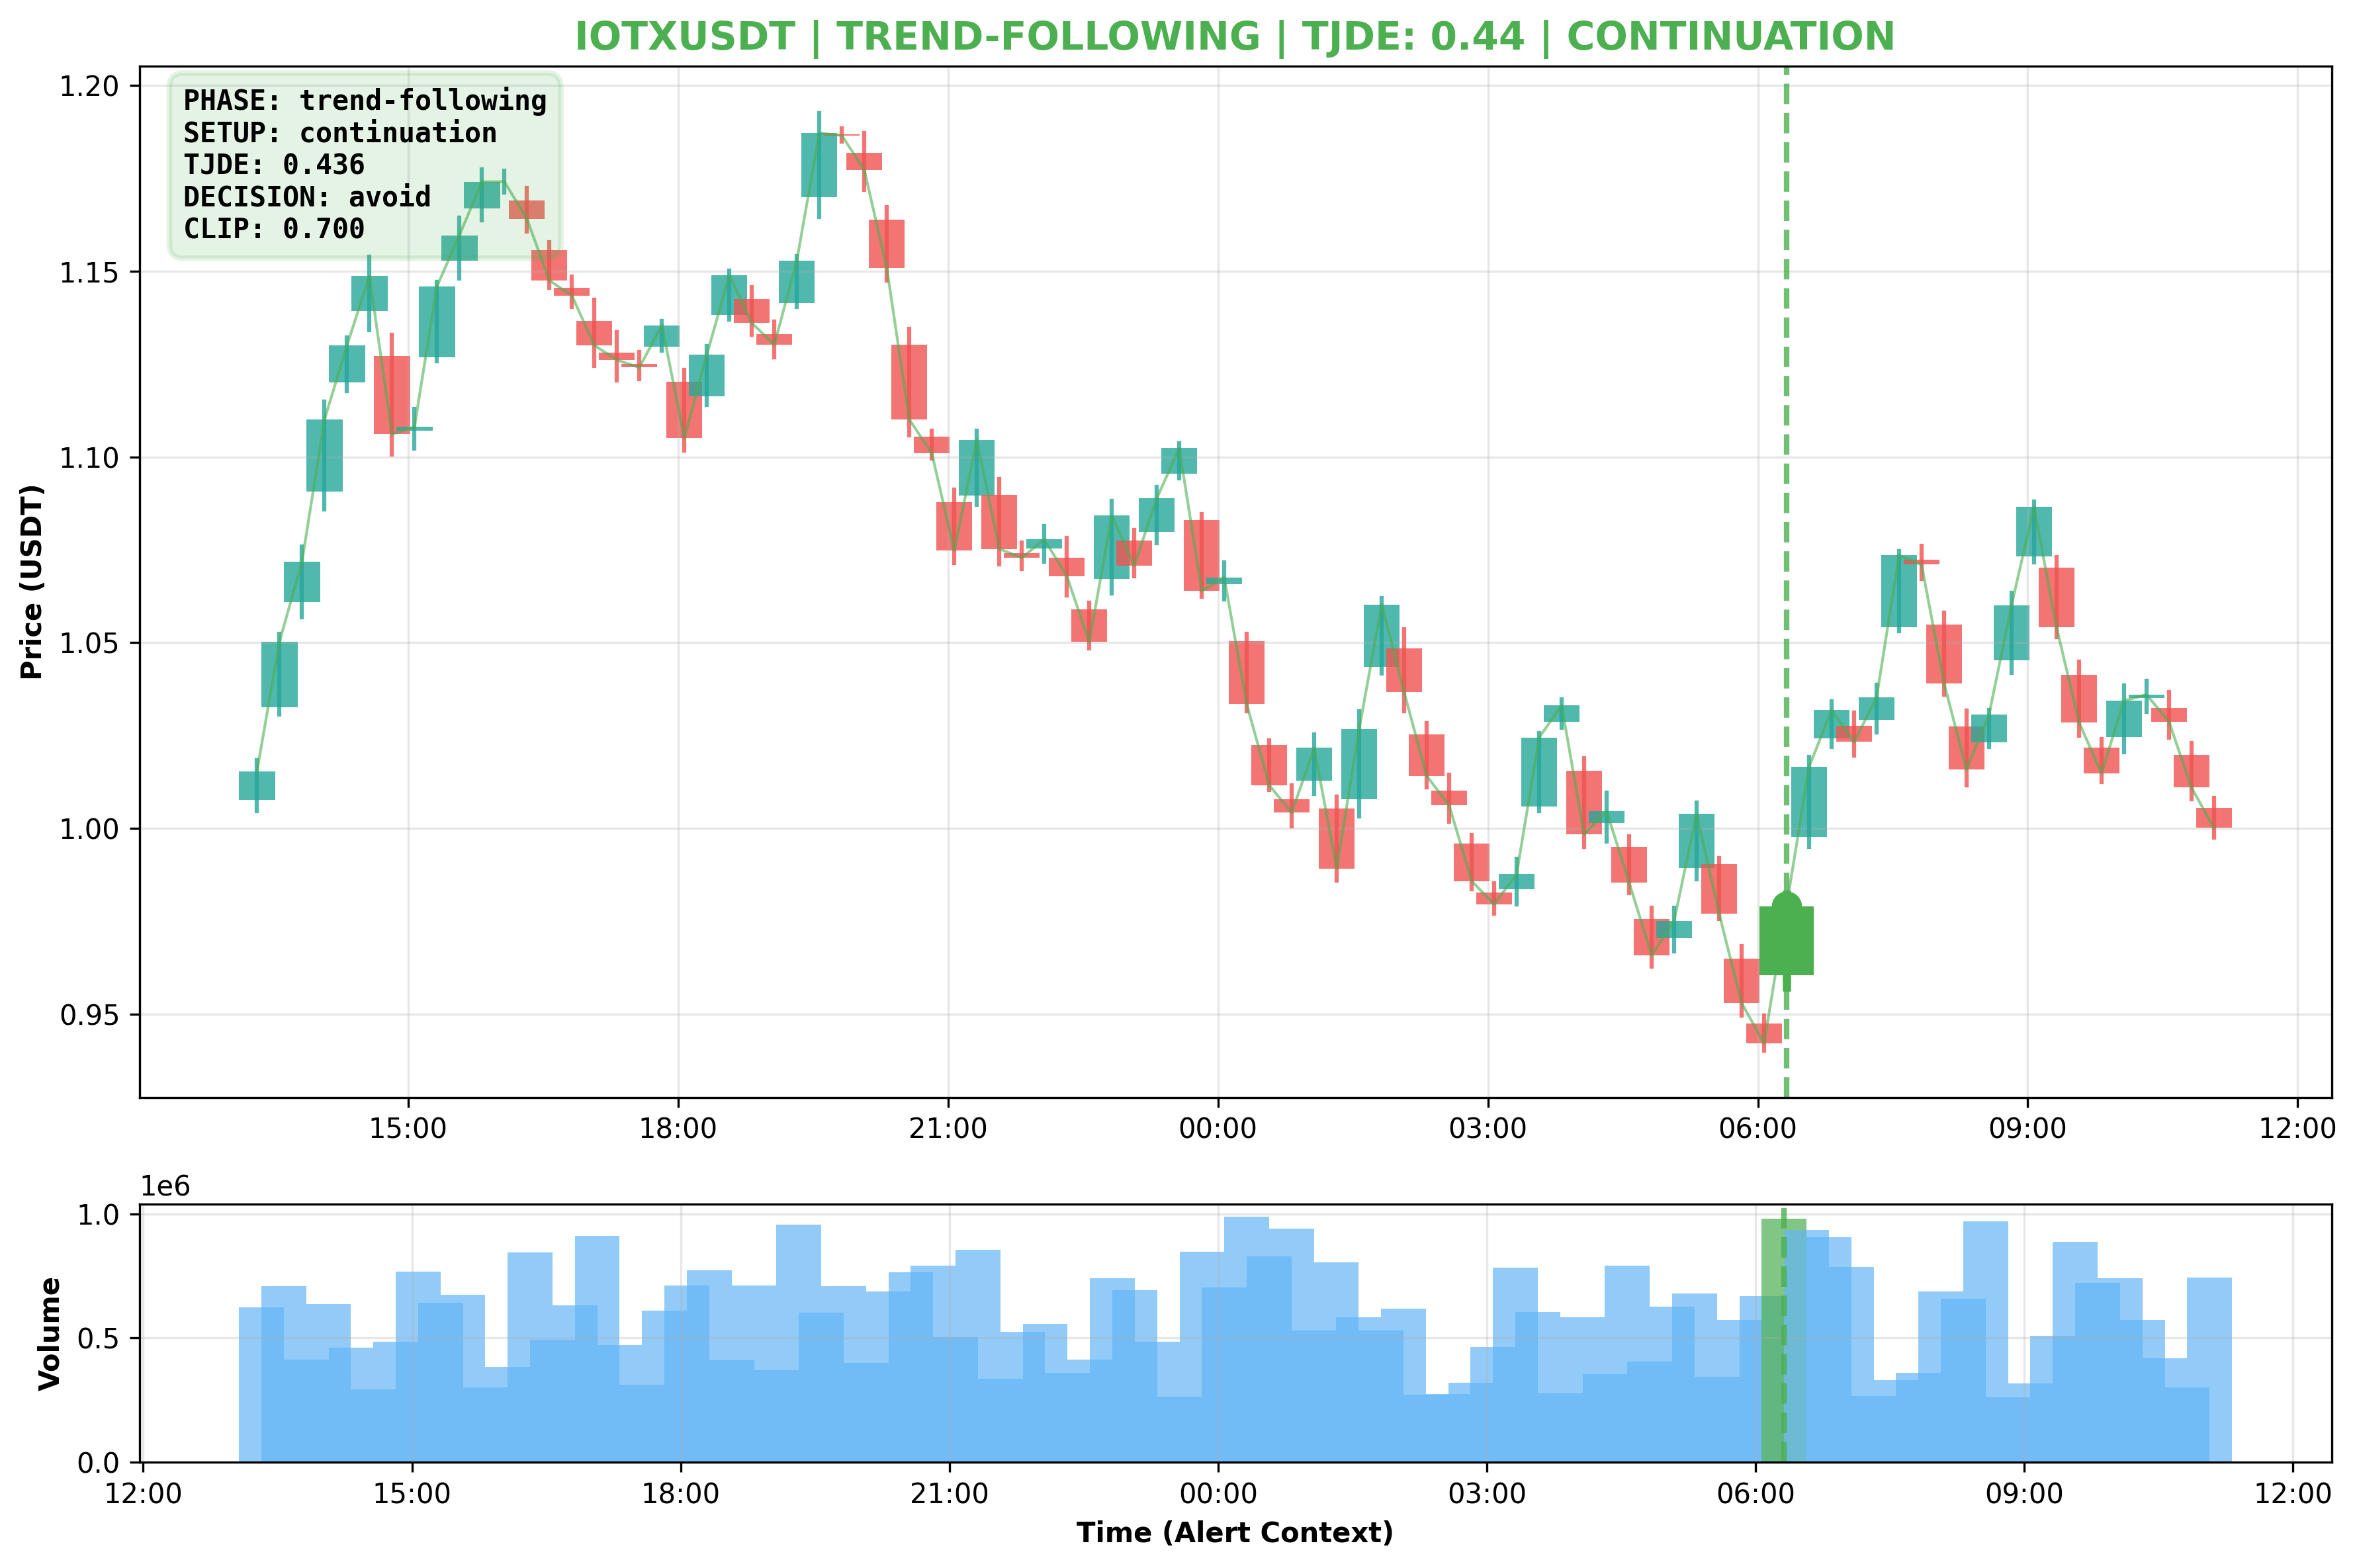 IOTXUSDT | TREND-FOLLOWING | TJDE: 0.44 | CONTINUATION
PHASE: trend-following
SETUP: continuation
TJDE: 0.436
DECISION: avoid
CLIP: 0.700
Price (USDT)
1.20
1.15
1.10
1.05
1.00
0.95
15:00 18:00 21:00 00:00 03:00 06:00 09:00 12:00
1e6
Volume
1.0
0.5
0.0
12:00 15:00 18:00 21:00 00:00 03:00 06:00 09:00 12:00
Time (Alert Context)